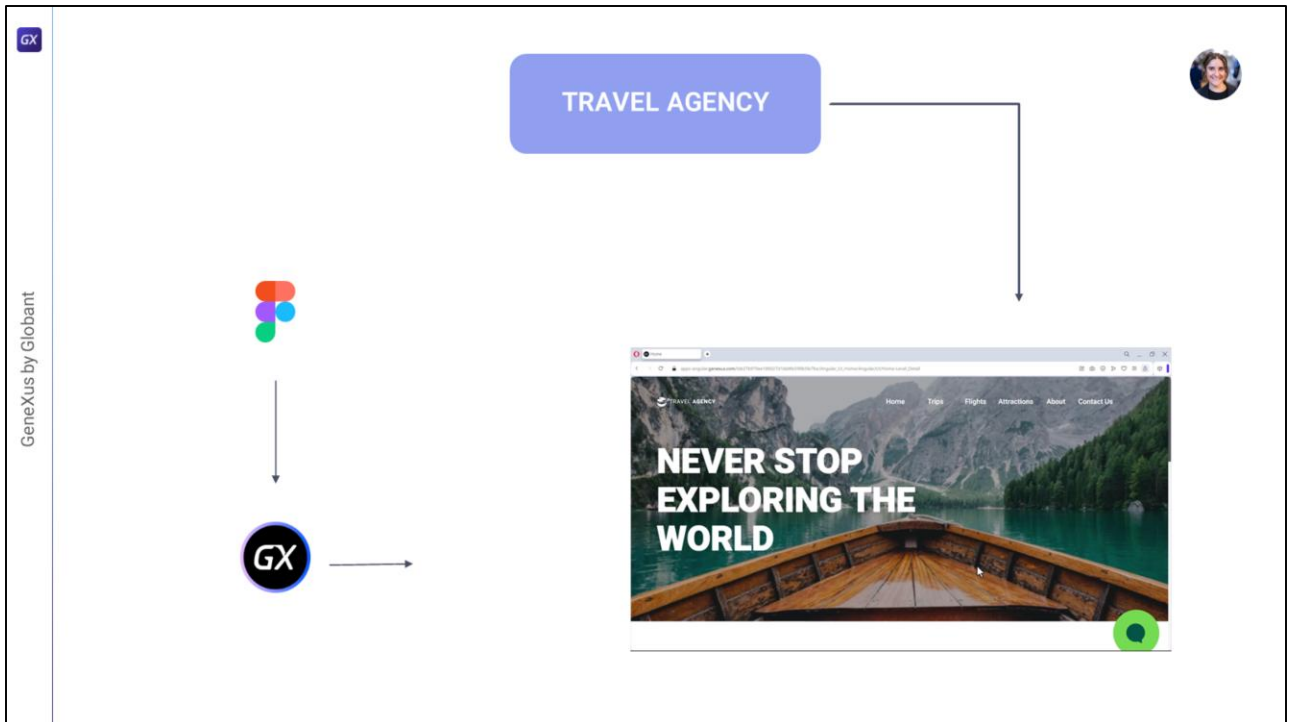 GX
TRAVEL AGENCY
GeneXus by Globant
Home
TRAVEL AGENCY
Home Trips Flights Attractions About Contact Us
NEVER STOP
EXPLORING THE
WORLD
GX